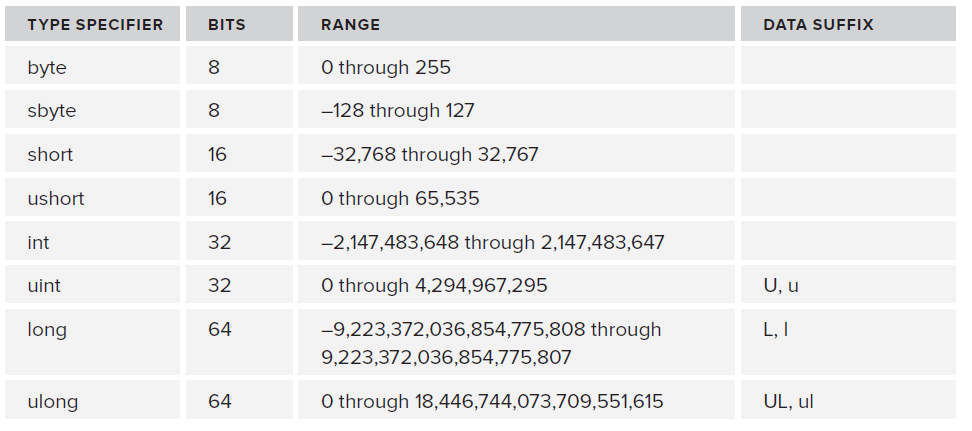 TYPE SPECIFIER BITS RANGE DATA SUFFIX
byte 8 0 through 255
sbyte 8 –128 through 127
short 16 –32,768 through 32,767
ushort 16 0 through 65,535
int 32 –2,147,483,648 through 2,147,483,647
uint 32 0 through 4,294,967,295 U, u
long 64 –9,223,372,036,854,775,808 through L, l
9,223,372,036,854,775,807
ulong 64 0 through 18,446,744,073,709,551,615 UL, ul